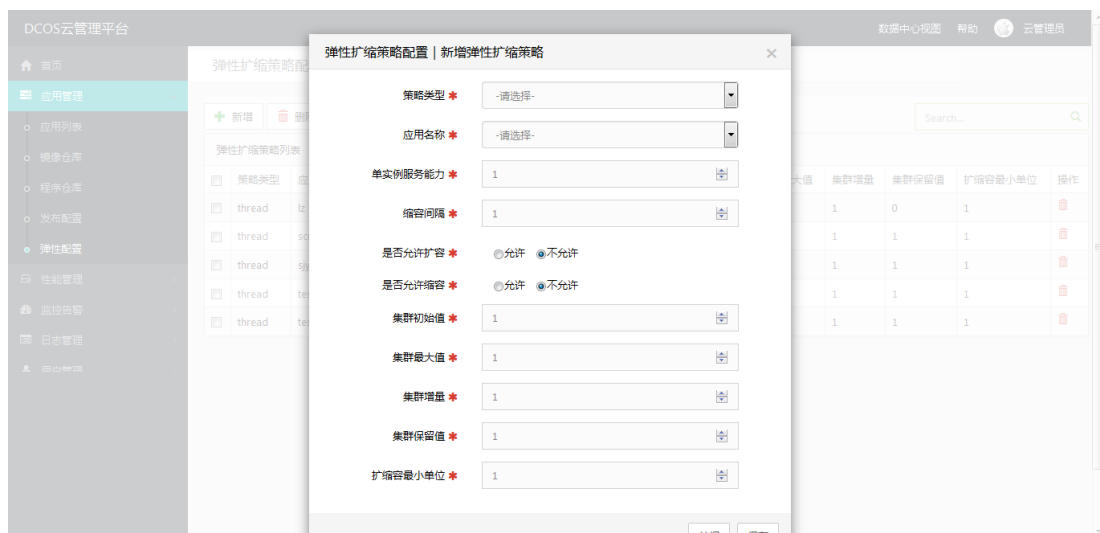 DCOS云管理平台
数据中心视图 帮助 云管理员
首页
应用管理
应用列表
镜像仓库
程序仓库
发布配置
弹性配置
性能管理
监控告警
日志管理
弹性扩缩策略配
新增
Search...
弹性扩缩策略列表
策略类型 应 大值 集群增量 集群保留值 扩缩容最小单位 操作
thread lz 1 0 1
thread 1 1 1
thread 1 1 1
thread tes 1 1 1
thread tes 1 1 1
弹性扩缩策略配置 | 新增弹性扩缩策略 ×
策略类型 ✱ -请选择-
应用名称 ✱ -请选择-
单实例服务能力 ✱ 1
缩容间隔 ✱ 1
是否允许扩容 ✱ 允许 不允许
是否允许缩容 ✱ 允许 不允许
集群初始值 ✱ 1
集群最大值 ✱ 1
集群增量 ✱ 1
集群保留值 ✱ 1
扩缩容最小单位 ✱ 1